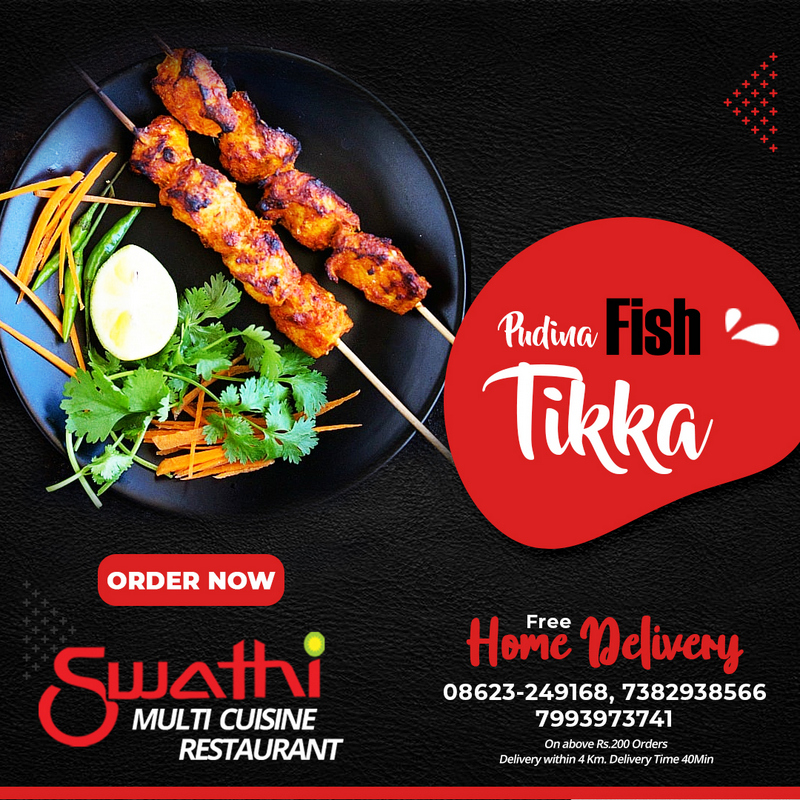 Pudina Fish
Tikka
ORDER NOW
Swathi
MULTI CUISINE
RESTAURANT
Free
Home Delivery
08623-249168, 7382938566
7993973741
On above Rs.200 Orders
Delivery within 4 Km. Delivery Time 40Min